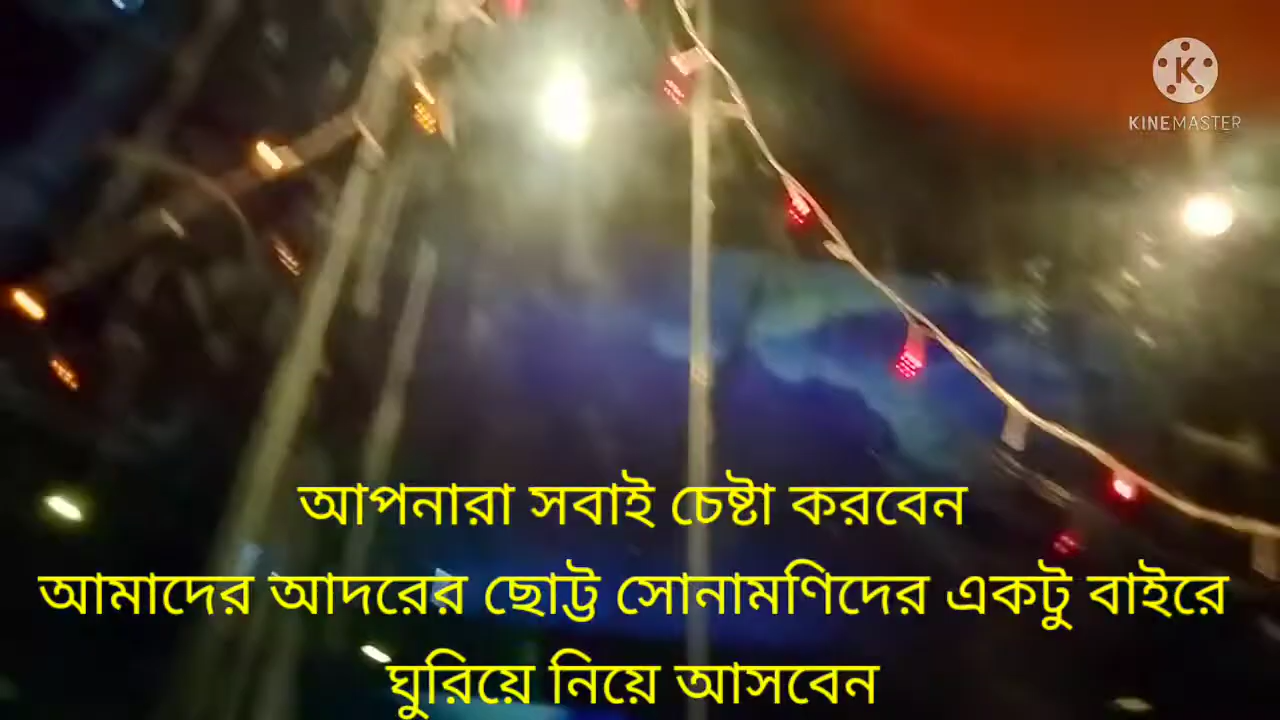 K
KINEMASTER
আপনারা সবাই চেষ্টা করবেন
আমাদের আদরের ছোট্ট সোনামণিদের একটু বাইরে
ঘুরিয়ে নিয়ে আসবেন